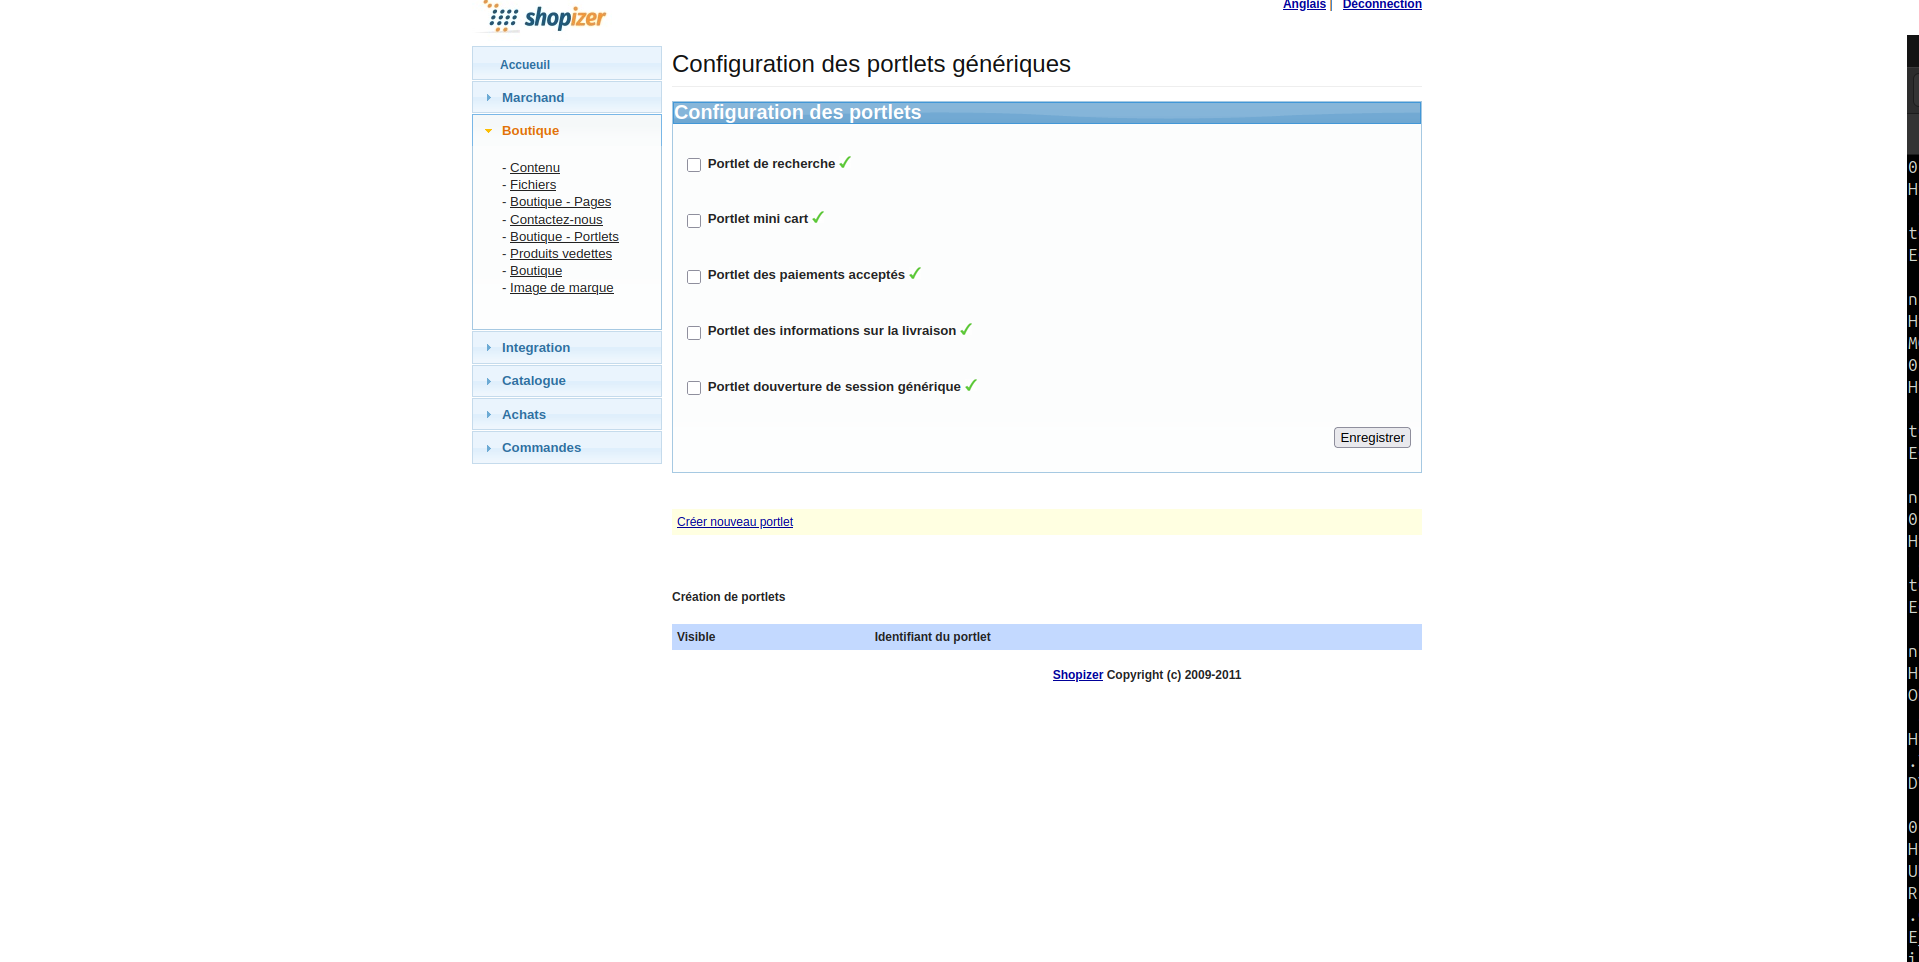 shopizer
Anglais | Déconnection
Accueuil
Marchand
Boutique
- Contenu
- Fichiers
- Boutique - Pages
- Contactez-nous
- Boutique - Portlets
- Produits vedettes
- Boutique
- Image de marque
Integration
Catalogue
Achats
Commandes
Configuration des portlets génériques
Configuration des portlets
Portlet de recherche
Portlet mini cart
Portlet des paiements acceptés
Portlet des informations sur la livraison
Portlet douverture de session générique
Enregistrer
Créer nouveau portlet
Création de portlets
Visible Identifiant du portlet
Shopizer Copyright (c) 2009-2011